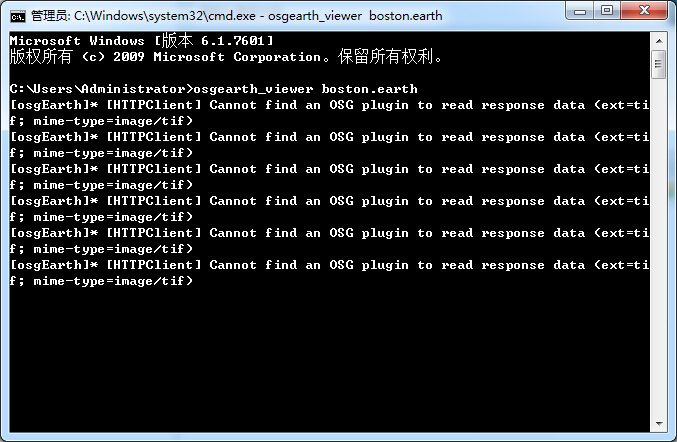 管理员: C:\Windows\system32\cmd.exe - osgearth_viewer  boston.earth
Microsoft Windows [版本 6.1.7601]
版权所有 (c) 2009 Microsoft Corporation。保留所有权利。
C:\Users\Administrator>osgearth_viewer boston.earth
[osgEarth]* [HTTPClient] Cannot find an OSG plugin to read response data (ext=ti
f; mime-type=image/tif)
[osgEarth]* [HTTPClient] Cannot find an OSG plugin to read response data (ext=ti
f; mime-type=image/tif)
[osgEarth]* [HTTPClient] Cannot find an OSG plugin to read response data (ext=ti
f; mime-type=image/tif)
[osgEarth]* [HTTPClient] Cannot find an OSG plugin to read response data (ext=ti
f; mime-type=image/tif)
[osgEarth]* [HTTPClient] Cannot find an OSG plugin to read response data (ext=ti
f; mime-type=image/tif)
[osgEarth]* [HTTPClient] Cannot find an OSG plugin to read response data (ext=ti
f; mime-type=image/tif)